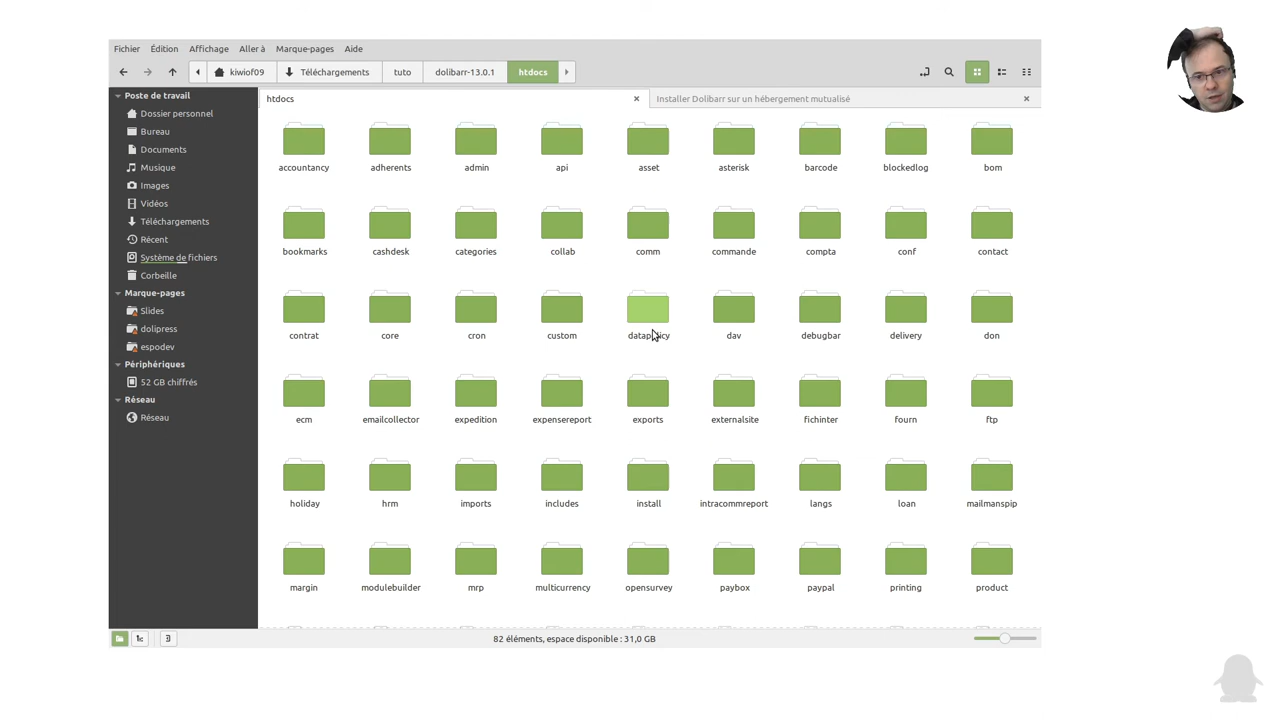 Fichier Édition Affichage Aller à Marque-pages Aide
kiwiof09 Téléchargements tuto dolibarr-13.0.1 htdocs
Poste de travail
Dossier personnel
Bureau
Documents
Musique
Images
Vidéos
Téléchargements
Récent
Système de fichiers
Corbeille
Marque-pages
Slides
dolipress
espodev
Périphériques
52 GB chiffrés
Réseau
Réseau
htdocs Installer Dolibarr sur un hébergement mutualisé
accountancy adherents admin api asset asterisk barcode blockedlog bom
bookmarks cashdesk categories collab comm commande compta conf contact
contrat core cron custom datapolicy dav debugbar delivery don
ecm emailcollector expedition expensereport exports externalsite fichinter fourn ftp
holiday hrm imports includes install intracommreport langs loan mailmanspip
margin modulebuilder mrp multicurrency opensurvey paybox paypal printing product
82 éléments, espace disponible : 31,0 GB